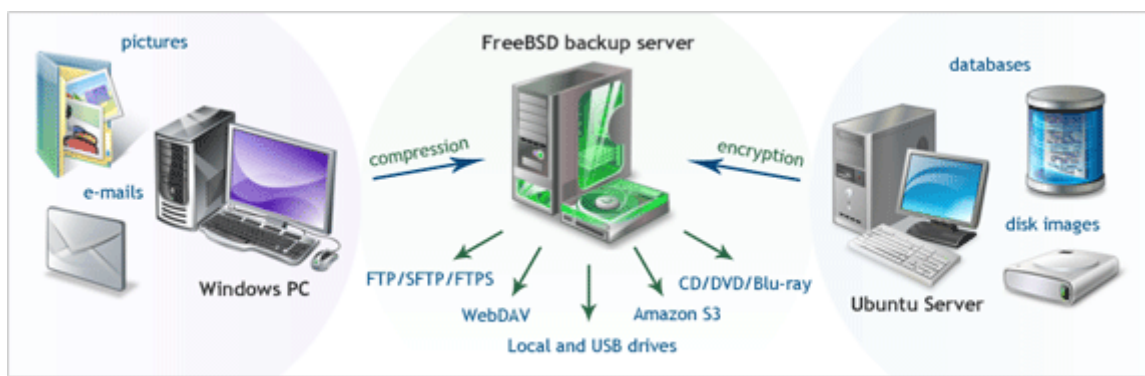 pictures
FreeBSD backup server
databases
compression
encryption
e-mails
disk images
Windows PC
FTP/SFTP/FTPS
CD/DVD/Blu-ray
Ubuntu Server
WebDAV
Amazon S3
Local and USB drives